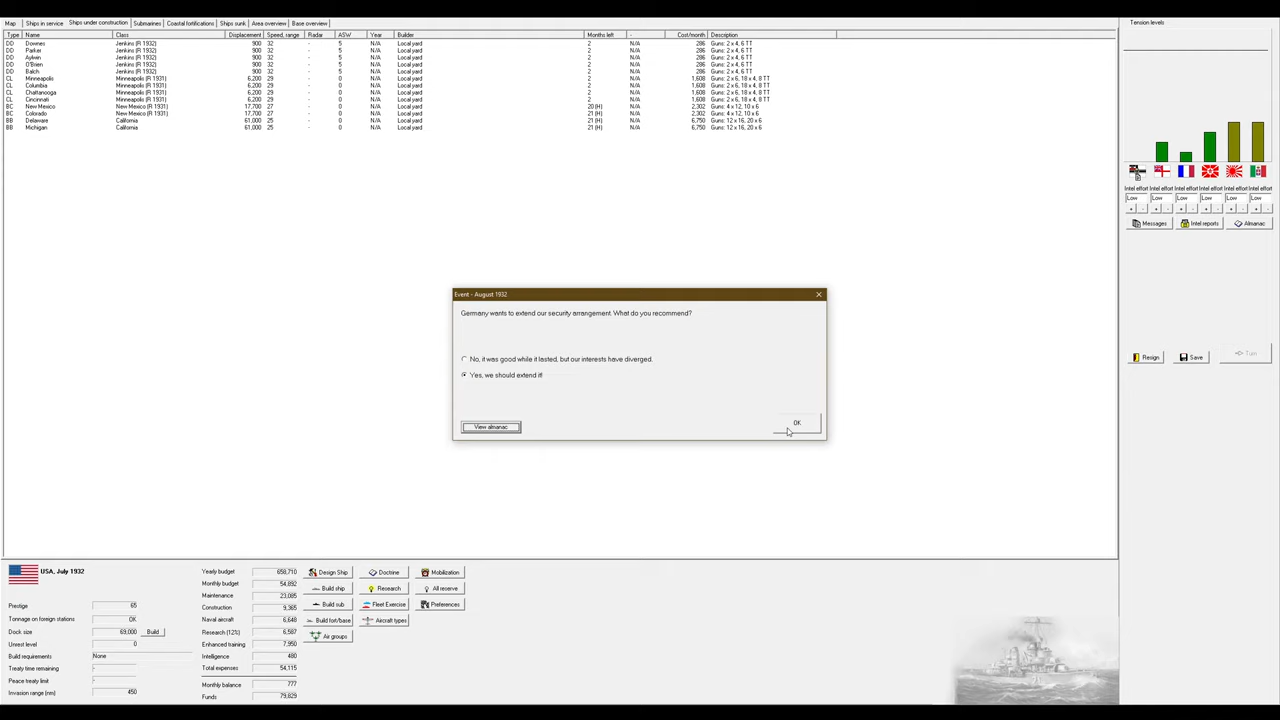 Map Ships in service Ships under construction Submarines Coastal fortifications Ships sunk Area overview Base overview
Tension levels
Type Name Class Displacement Speed, range Radar ASW Year Builder Months left - Cost/month Description
DD Downes Jenkins (R 1932) 900 32 - 5 N/A Local yard 2 N/A 286 Guns: 2 x 4, 6 TT
DD Parker Jenkins (R 1932) 900 32 - 5 N/A Local yard 2 N/A 286 Guns: 2 x 4, 6 TT
DD Aylwin Jenkins (R 1932) 900 32 - 5 N/A Local yard 2 N/A 286 Guns: 2 x 4, 6 TT
DD O'Brien Jenkins (R 1932) 900 32 - 5 N/A Local yard 2 N/A 286 Guns: 2 x 4, 6 TT
DD Balch Jenkins (R 1932) 900 32 - 5 N/A Local yard 2 N/A 286 Guns: 2 x 4, 6 TT
CL Minneapolis Minneapolis (R 1931) 6,200 29 - 0 N/A Local yard 2 N/A 1,608 Guns: 2 x 6, 18 x 4, 8 TT
CL Columbia Minneapolis (R 1931) 6,200 29 - 0 N/A Local yard 2 N/A 1,608 Guns: 2 x 6, 18 x 4, 8 TT
CL Chattanooga Minneapolis (R 1931) 6,200 29 - 0 N/A Local yard 2 N/A 1,608 Guns: 2 x 6, 18 x 4, 8 TT
CL Cincinnati Minneapolis (R 1931) 6,200 29 - 0 N/A Local yard 2 N/A 1,608 Guns: 2 x 6, 18 x 4, 8 TT
BC New Mexico New Mexico (R 1931) 17,700 27 - 0 N/A Local yard 20 (H) N/A 2,302 Guns: 4 x 12, 10 x 6
BC Colorado New Mexico (R 1931) 17,700 27 - 0 N/A Local yard 21 (H) N/A 2,302 Guns: 4 x 12, 10 x 6
BB Delaware California 61,000 25 - 0 N/A Local yard 21 (H) N/A 6,750 Guns: 12 x 16, 20 x 6
BB Michigan California 61,000 25 - 0 N/A Local yard 21 (H) N/A 6,750 Guns: 12 x 16, 20 x 6
Intel effort Intel effort Intel effort Intel effort Intel effort Intel effort
Low Low Low Low Low Low
+ - + - + - + - + - + -
Messages Intel reports Almanac
Event - August 1932
Germany wants to extend our security arrangement. What do you recommend?
No, it was good while it lasted, but our interests have diverged.
Yes, we should extend it!
View almanac OK
Resign Save Turn
USA, July 1932
Prestige 65
Tonnage on foreign stations OK
Dock size 69,000 Build
Unrest level 0
Build requirements None
Treaty time remaining -
Peace treaty limit -
Invasion range (nm) 450
Yearly budget 658,710
Monthly budget 54,892
Maintenance 23,085
Construction 9,365
Naval aircraft 6,648
Research (12%) 6,587
Enhanced training 7,950
Intelligence 480
Total expenses 54,115
Monthly balance 777
Funds 79,829
Design Ship Doctrine Mobilization
Build ship Research All reserve
Build sub Fleet Exercise Preferences
Build fort/base Aircraft types
Air groups